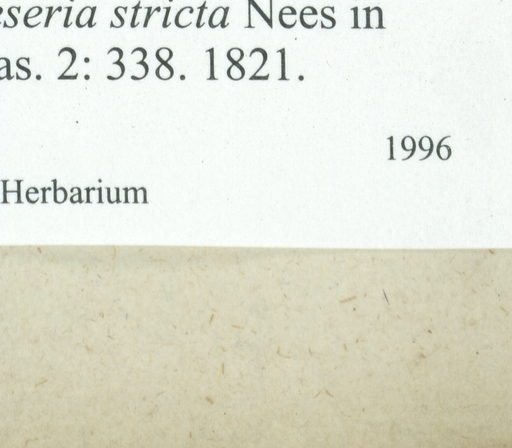 eseria stricta Nees in
as. 2: 338. 1821.
1996
Herbarium